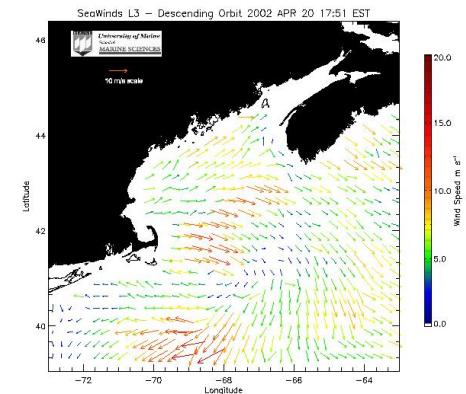 SeaWinds L3 – Descending Orbit 2002 APR 20 17:51 EST
University of Maine
School of
MARINE SCIENCES
10 m/s scale
46
44
42
40
Latitude
−72
−70
−68
−66
−64
Longitude
20.0
15.0
10.0
5.0
0.0
Wind Speed m s⁻¹